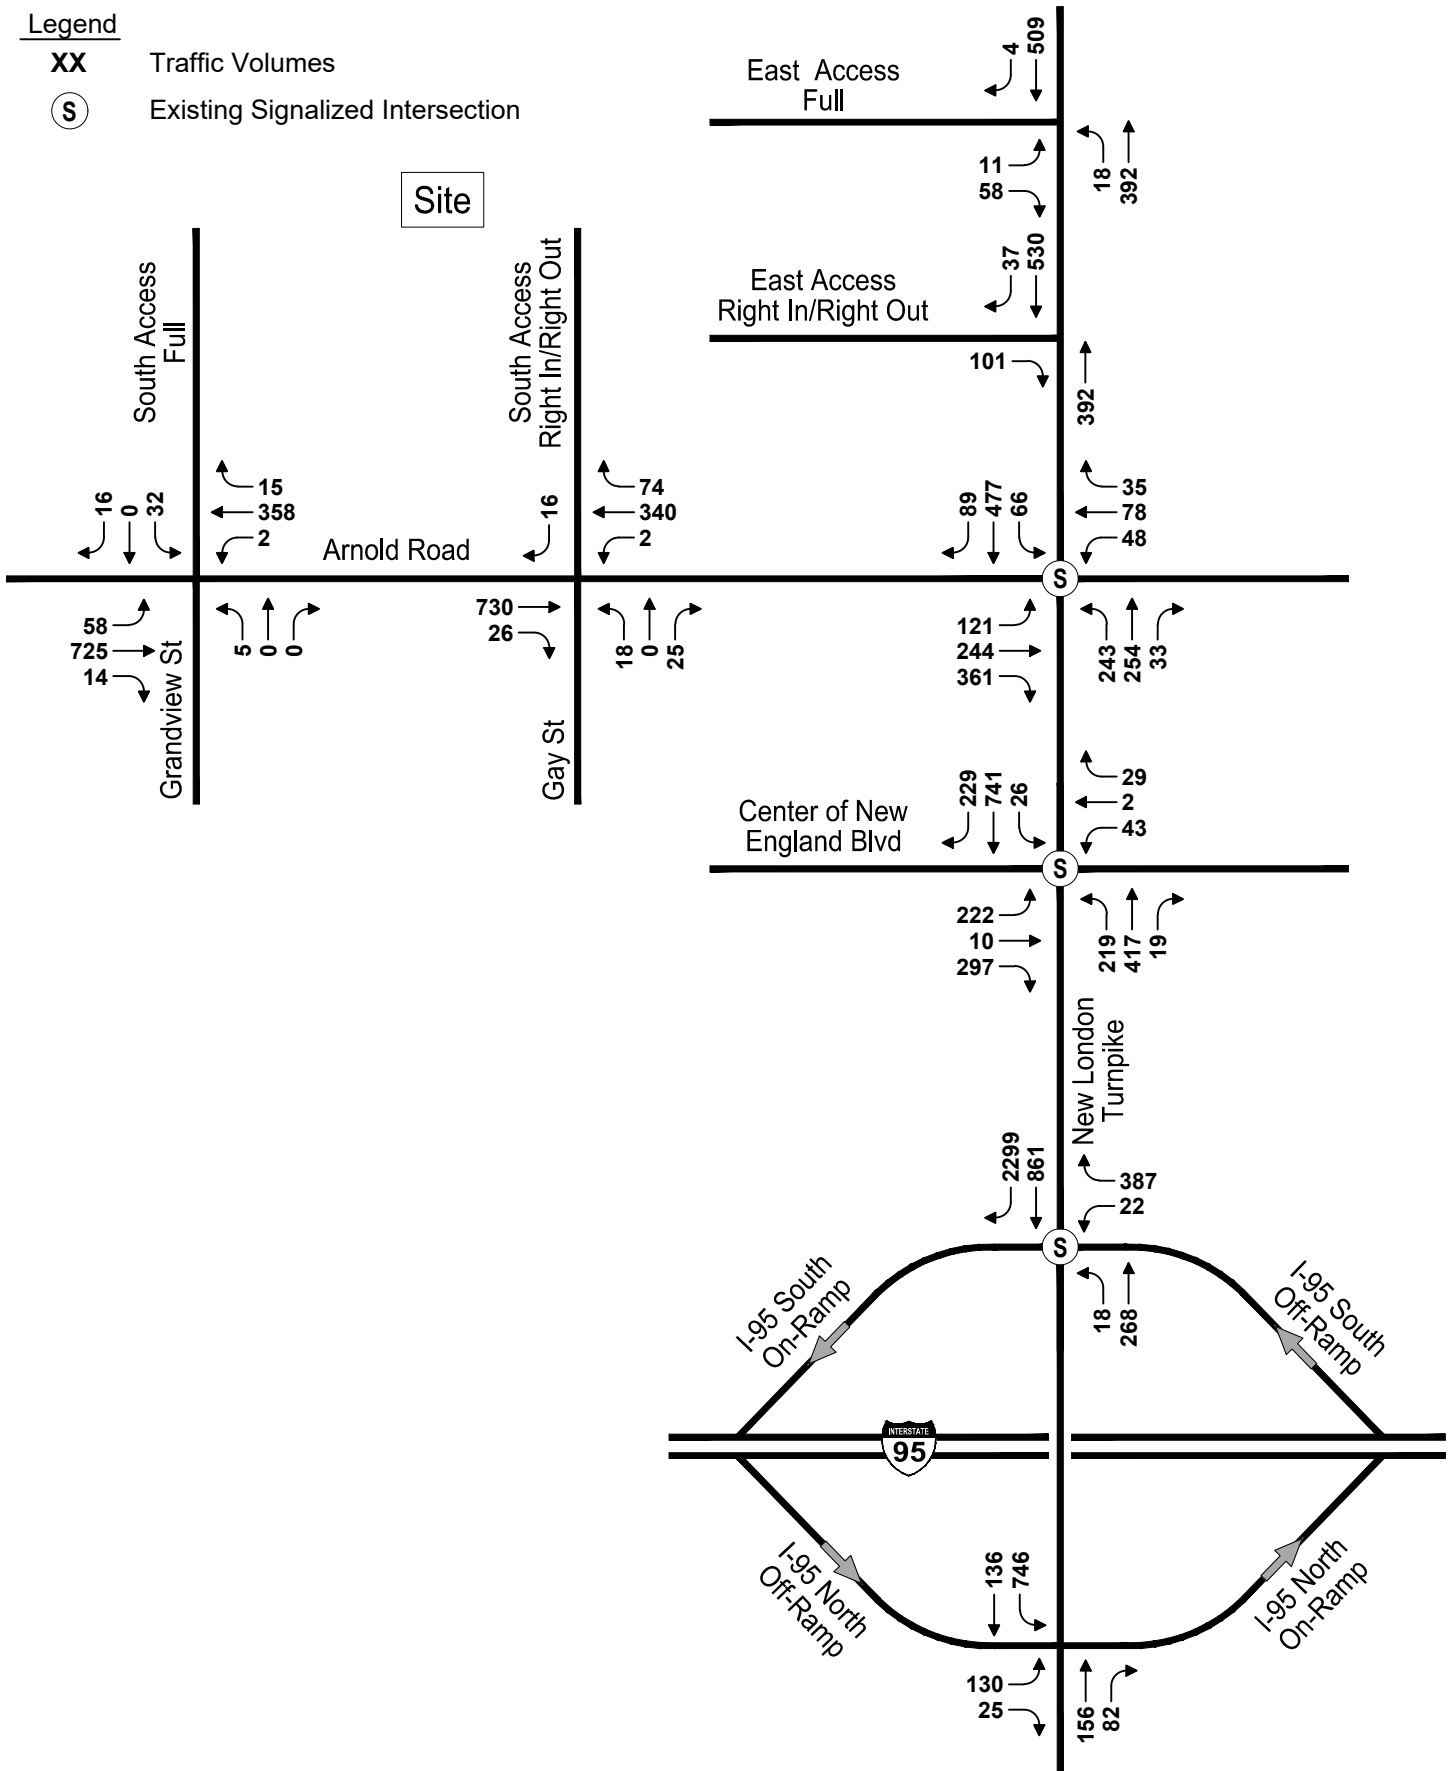 Legend
XX Traffic Volumes
S Existing Signalized Intersection
Site
East Access
Full
4
509
11
58
18
392
East Access
Right In/Right Out
37
530
101
392
South Access
Full
16
0
32
15
358
2
58
725
14
5
0
0
Grandview St
Arnold Road
South Access
Right In/Right Out
16
74
340
2
730
26
18
0
25
Gay St
89
477
66
35
78
48
S
121
244
361
243
254
33
Center of New
England Blvd
229
741
26
29
2
43
S
222
10
297
219
417
19
New London
Turnpike
2299
861
387
22
S
18
268
I-95 South
On-Ramp
I-95 South
Off-Ramp
INTERSTATE
95
I-95 North
Off-Ramp
I-95 North
On-Ramp
136
746
130
25
156
82